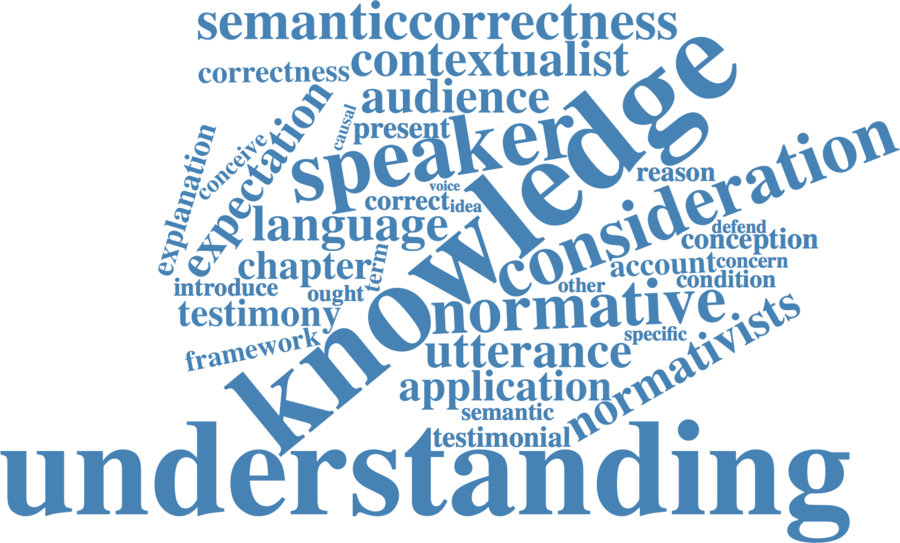 semanticcorrectness
correctness
contextualist
audience
causal
present
expectation
conceive
explanation
speaker
knowledge
voice
reason
correct
idea
consideration
language
defend
conception
term
chapter
account
concern
condition
introduce
ought
other
normative
testimony
specific
normativists
framework
utterance
application
semantic
testimonial
understanding